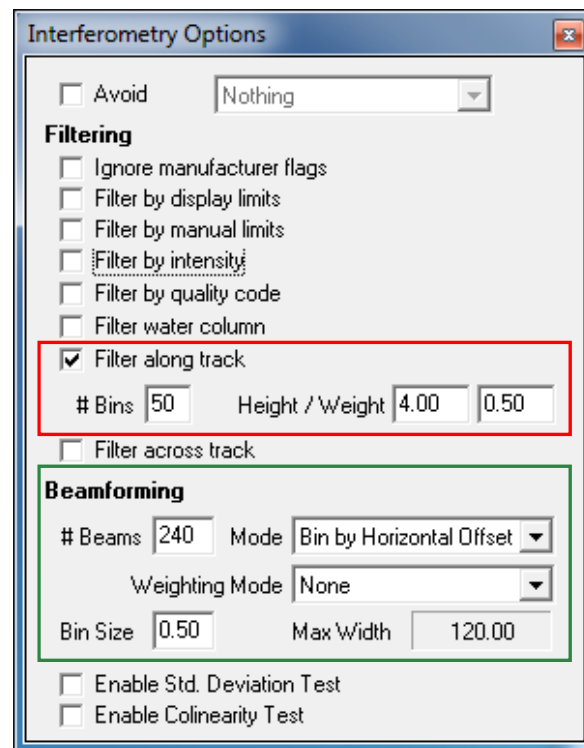 Interferometry Options
Avoid Nothing
Filtering
Ignore manufacturer flags
Filter by display limits
Filter by manual limits
Filter by intensity
Filter by quality code
Filter water column
Filter along track
# Bins 50 Height / Weight 4.00 0.50
Filter across track
Beamforming
# Beams 240 Mode Bin by Horizontal Offset
Weighting Mode None
Bin Size 0.50 Max Width 120.00
Enable Std. Deviation Test
Enable Colinearity Test